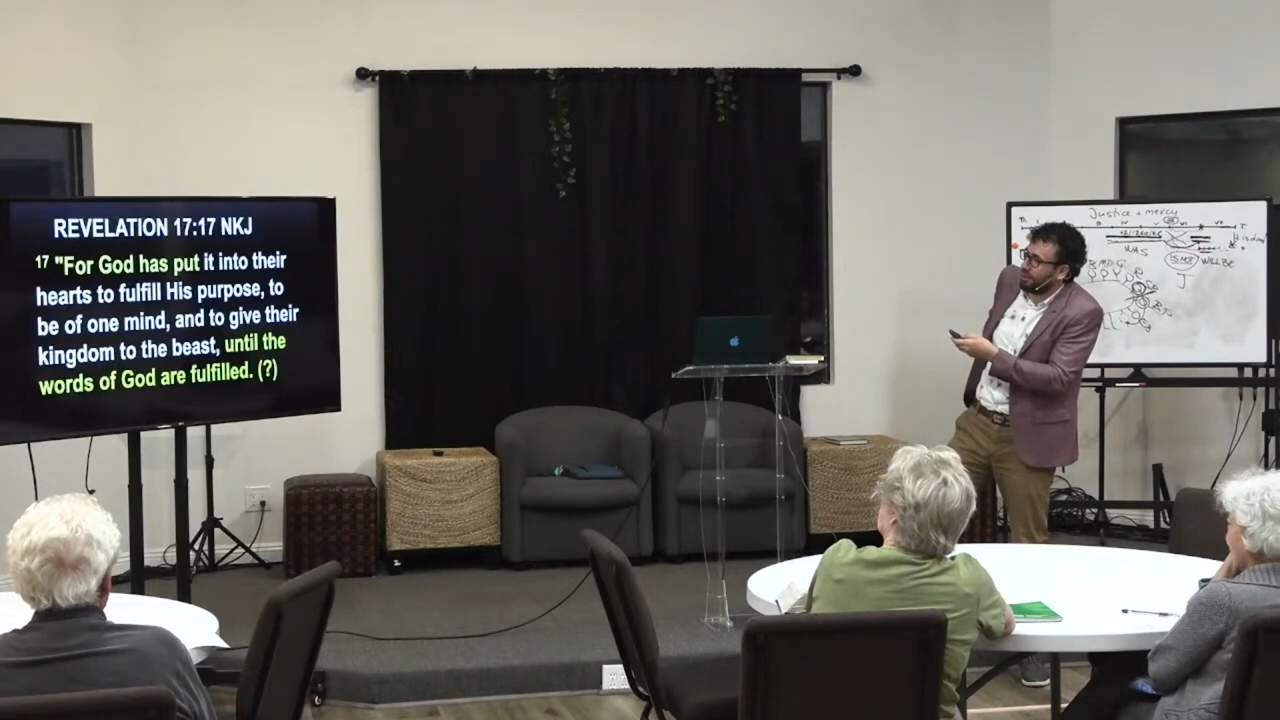 REVELATION 17:17 NKJ
17 "For God has put it into their
hearts to fulfill His purpose, to
be of one mind, and to give their
kingdom to the beast, until the
words of God are fulfilled. (?)
Justice + mercy
WAS
IS NOT
WILL BE
J